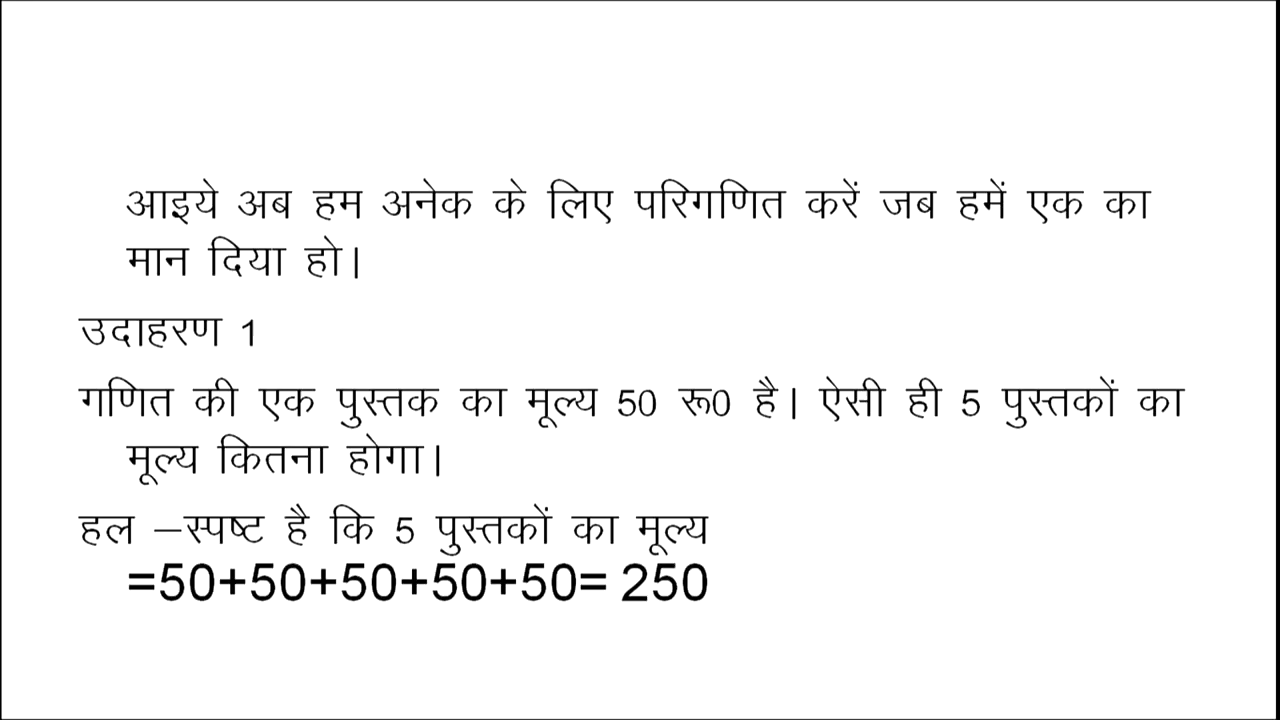 आइये अब हम अनेक के लिए परिगणित करें जब हमें एक का
मान दिया हो।
उदाहरण 1
गणित की एक पुस्तक का मूल्य 50 रू0 है। ऐसी ही 5 पुस्तकों का
मूल्य कितना होगा।
हल –स्पष्ट है कि 5 पुस्तकों का मूल्य
=50+50+50+50+50= 250